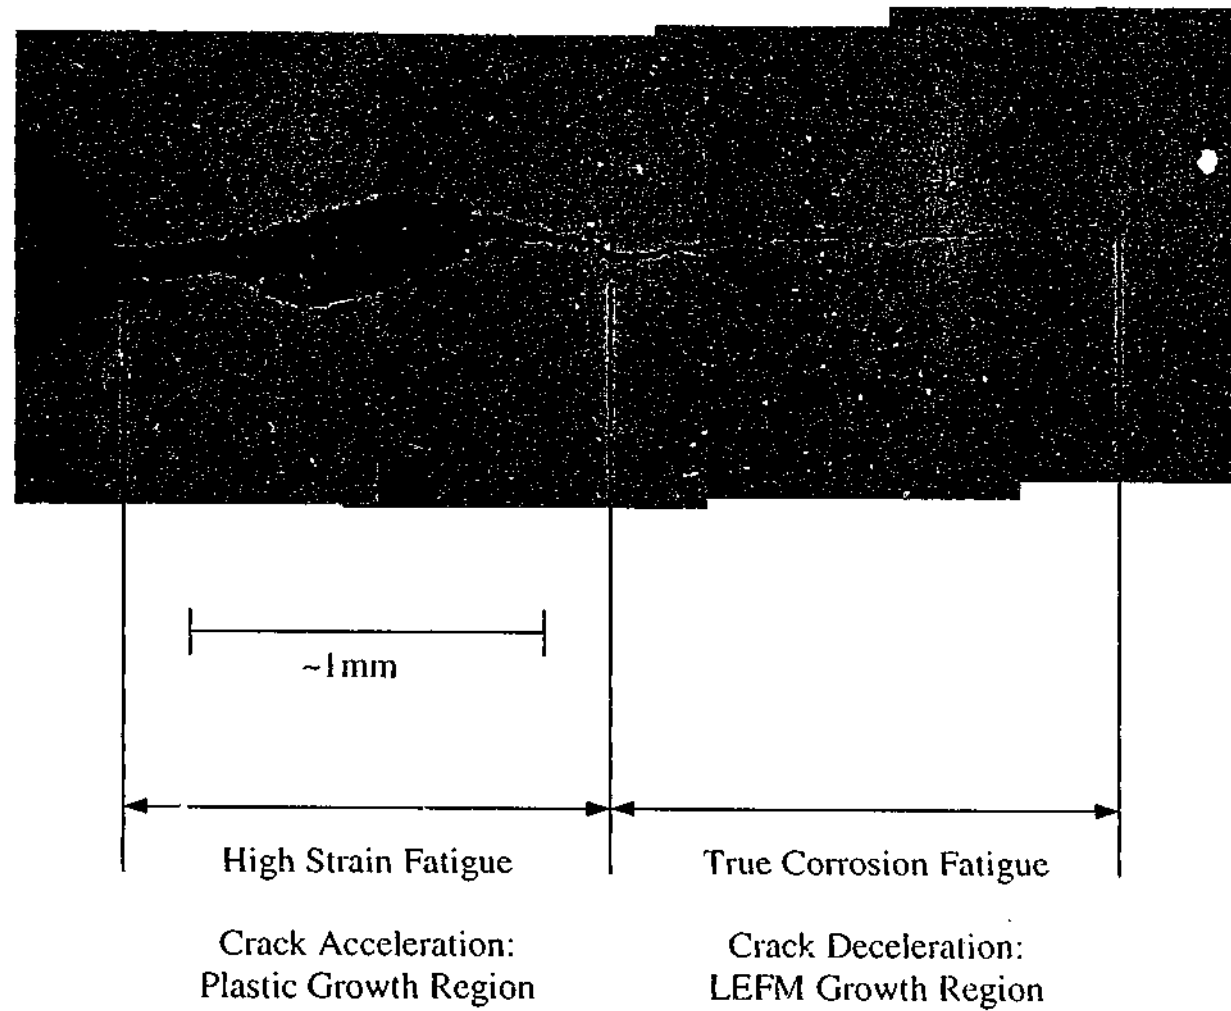 ~1mm
High Strain Fatigue
True Corrosion Fatigue
Crack Acceleration:
Plastic Growth Region
Crack Deceleration:
LEFM Growth Region